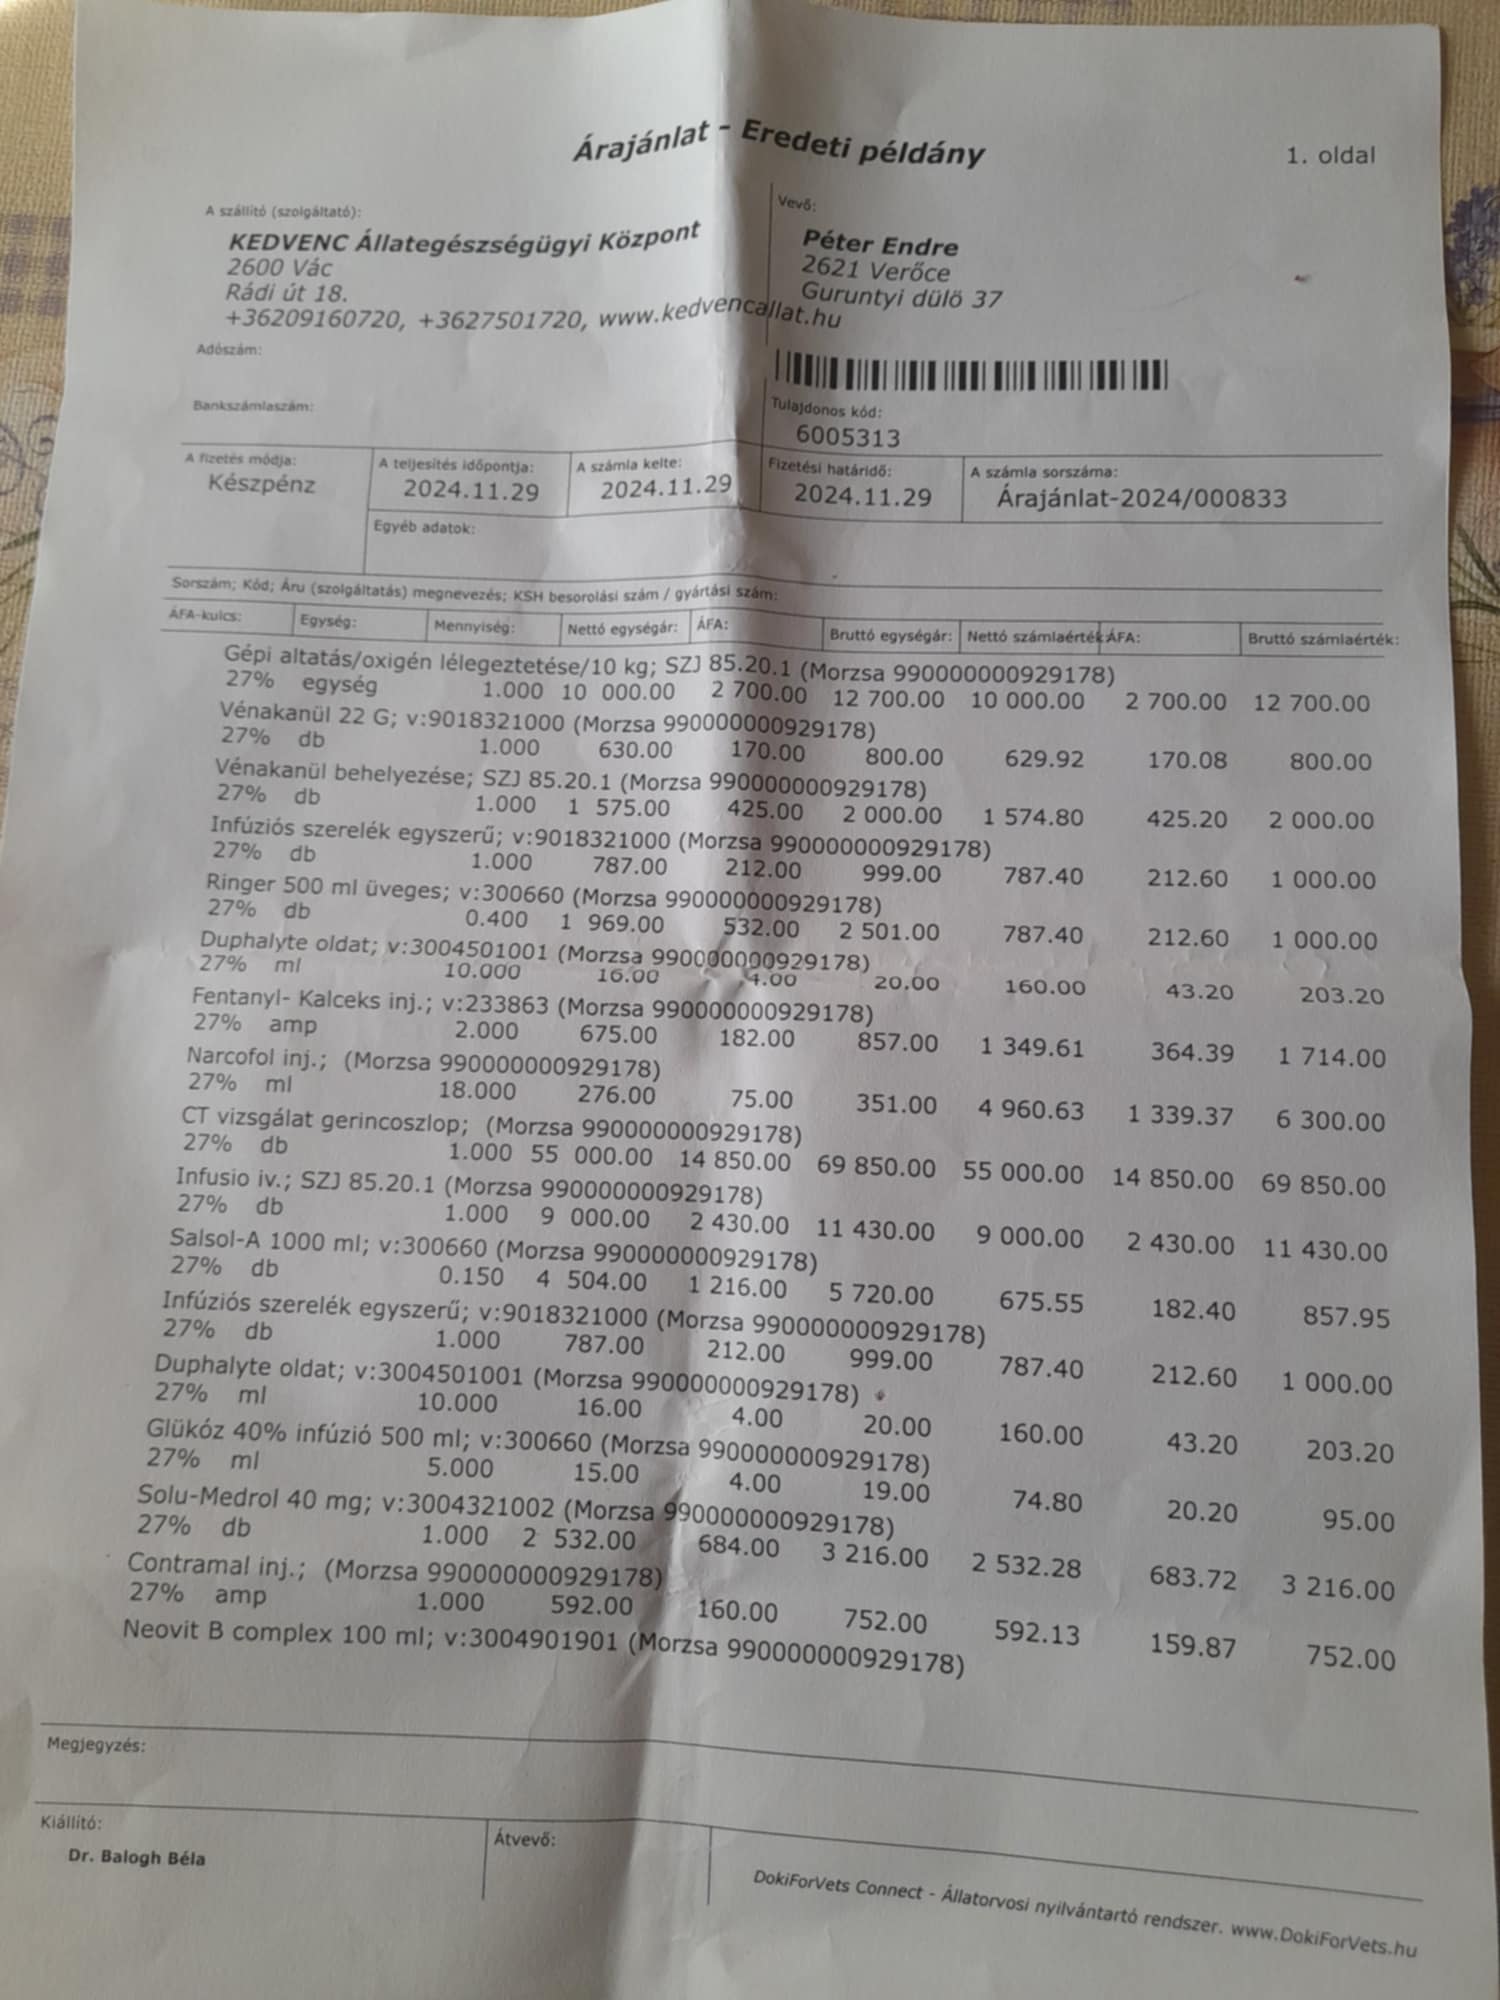 Árajánlat - Eredeti példány
1. oldal
A szállító (szolgáltató):
KEDVENC Állategészségügyi Központ
2600 Vác
Rádi út 18.
+36209160720, +3627501720, www.kedvencallat.hu
Adószám:
Bankszámlaszám:
Vevő:
Péter Endre
2621 Verőce
Guruntyi dülö 37
Tulajdonos kód:
6005313
A fizetés módja:
Készpénz
A teljesítés időpontja:
2024.11.29
A számla kelte:
2024.11.29
Fizetési határidő:
2024.11.29
A számla sorszáma:
Árajánlat-2024/000833
Egyéb adatok:
Sorszám; Kód; Áru (szolgáltatás) megnevezés; KSH besorolási szám / gyártási szám:
ÁFA-kulcs: Egység: Mennyiség: Nettó egységár: ÁFA: Bruttó egységár: Nettó számlaérték: ÁFA: Bruttó számlaérték:
Gépi altatás/oxigén lélegeztetése/10 kg; SZJ 85.20.1 (Morzsa 990000000929178)
27% egység 1.000 10 000.00 2 700.00 12 700.00 10 000.00 2 700.00 12 700.00
Vénakanül 22 G; v:9018321000 (Morzsa 990000000929178)
27% db 1.000 630.00 170.00 800.00 629.92 170.08 800.00
Vénakanül behelyezése; SZJ 85.20.1 (Morzsa 990000000929178)
27% db 1.000 1 575.00 425.00 2 000.00 1 574.80 425.20 2 000.00
Infúziós szerelék egyszerű; v:9018321000 (Morzsa 990000000929178)
27% db 1.000 787.00 212.00 999.00 787.40 212.60 1 000.00
Ringer 500 ml üveges; v:300660 (Morzsa 990000000929178)
27% db 0.400 1 969.00 532.00 2 501.00 787.40 212.60 1 000.00
Duphalyte oldat; v:3004501001 (Morzsa 990000000929178)
27% ml 10.000 16.00 4.00 20.00 160.00 43.20 203.20
Fentanyl- Kalceks inj.; v:233863 (Morzsa 990000000929178)
27% amp 2.000 675.00 182.00 857.00 1 349.61 364.39 1 714.00
Narcofol inj.; (Morzsa 990000000929178)
27% ml 18.000 276.00 75.00 351.00 4 960.63 1 339.37 6 300.00
CT vizsgálat gerincoszlop; (Morzsa 990000000929178)
27% db 1.000 55 000.00 14 850.00 69 850.00 55 000.00 14 850.00 69 850.00
Infusio iv.; SZJ 85.20.1 (Morzsa 990000000929178)
27% db 1.000 9 000.00 2 430.00 11 430.00 9 000.00 2 430.00 11 430.00
Salsol-A 1000 ml; v:300660 (Morzsa 990000000929178)
27% db 0.150 4 504.00 1 216.00 5 720.00 675.55 182.40 857.95
Infúziós szerelék egyszerű; v:9018321000 (Morzsa 990000000929178)
27% db 1.000 787.00 212.00 999.00 787.40 212.60 1 000.00
Duphalyte oldat; v:3004501001 (Morzsa 990000000929178)
27% ml 10.000 16.00 4.00 20.00 160.00 43.20 203.20
Glükóz 40% infúzió 500 ml; v:300660 (Morzsa 990000000929178)
27% ml 5.000 15.00 4.00 19.00 74.80 20.20 95.00
Solu-Medrol 40 mg; v:3004321002 (Morzsa 990000000929178)
27% db 1.000 2 532.00 684.00 3 216.00 2 532.28 683.72 3 216.00
Contramal inj.; (Morzsa 990000000929178)
27% amp 1.000 592.00 160.00 752.00 592.13 159.87 752.00
Neovit B complex 100 ml; v:3004901901 (Morzsa 990000000929178)
Megjegyzés:
Kiállító:
Dr. Balogh Béla
Átvevő:
DokiForVets Connect - Állatorvosi nyilvántartó rendszer. www.DokiForVets.hu